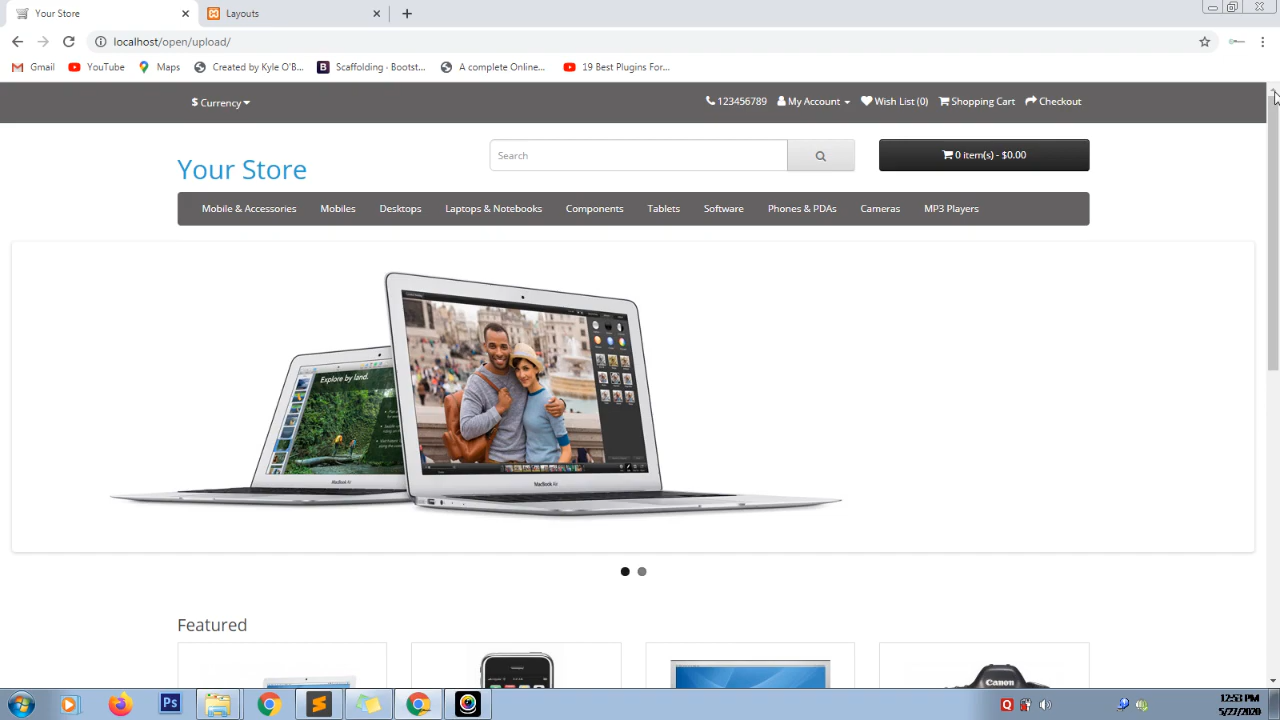 Your Store
Layouts
localhost/open/upload/
Gmail
YouTube
Maps
Created by Kyle O'B...
B Scaffolding - Bootst...
A complete Online...
19 Best Plugins For...
$ Currency
123456789
My Account
Wish List (0)
Shopping Cart
Checkout
Your Store
Search
0 item(s) - $0.00
Mobile & Accessories
Mobiles
Desktops
Laptops & Notebooks
Components
Tablets
Software
Phones & PDAs
Cameras
MP3 Players
Explore by land.
MacBook Air
MacBook Air
Featured
Canon
Ps
12:53 PM
5/27/2020